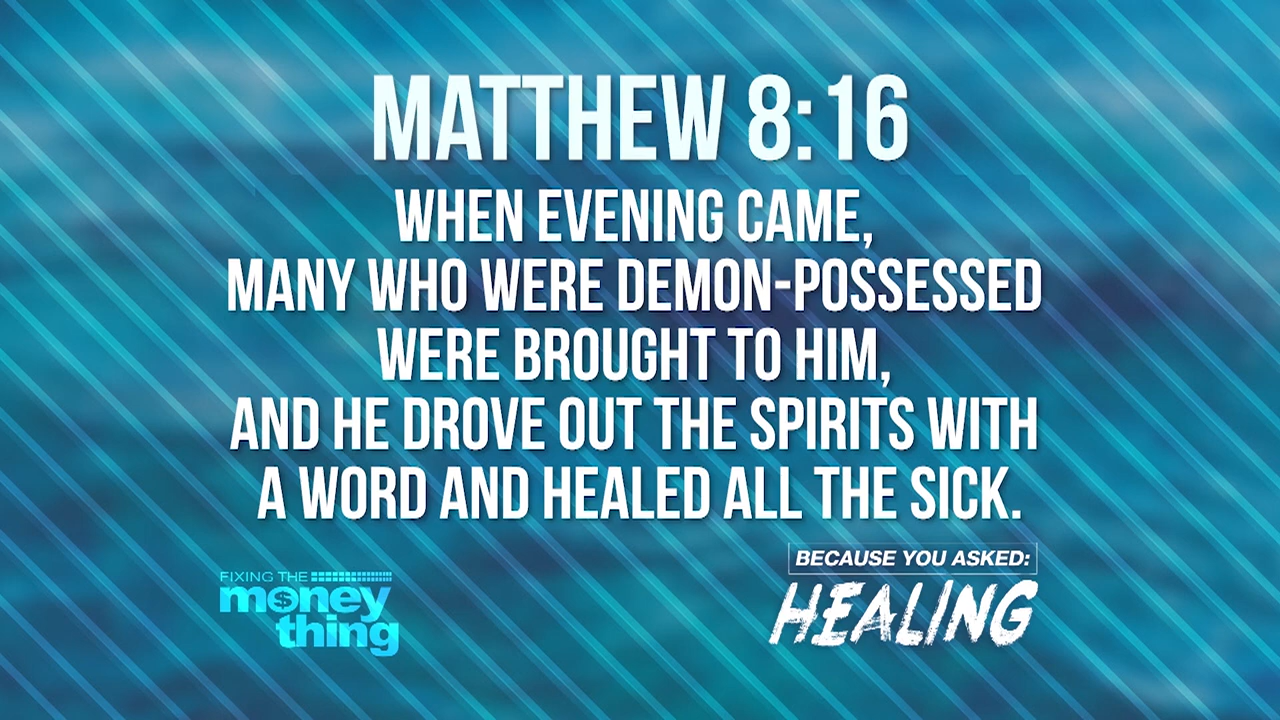 MATTHEW 8:16
WHEN EVENING CAME,
MANY WHO WERE DEMON-POSSESSED
WERE BROUGHT TO HIM,
AND HE DROVE OUT THE SPIRITS WITH
A WORD AND HEALED ALL THE SICK.
FIXING THE
money
thing
BECAUSE YOU ASKED:
HEALING